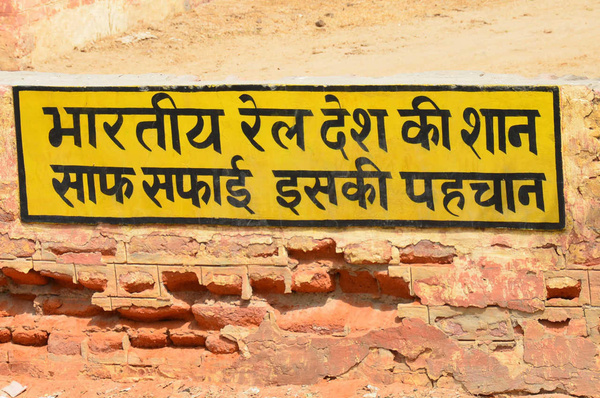 भारतीय रेल देश की शान
साफ सफाई इसकी पहचान